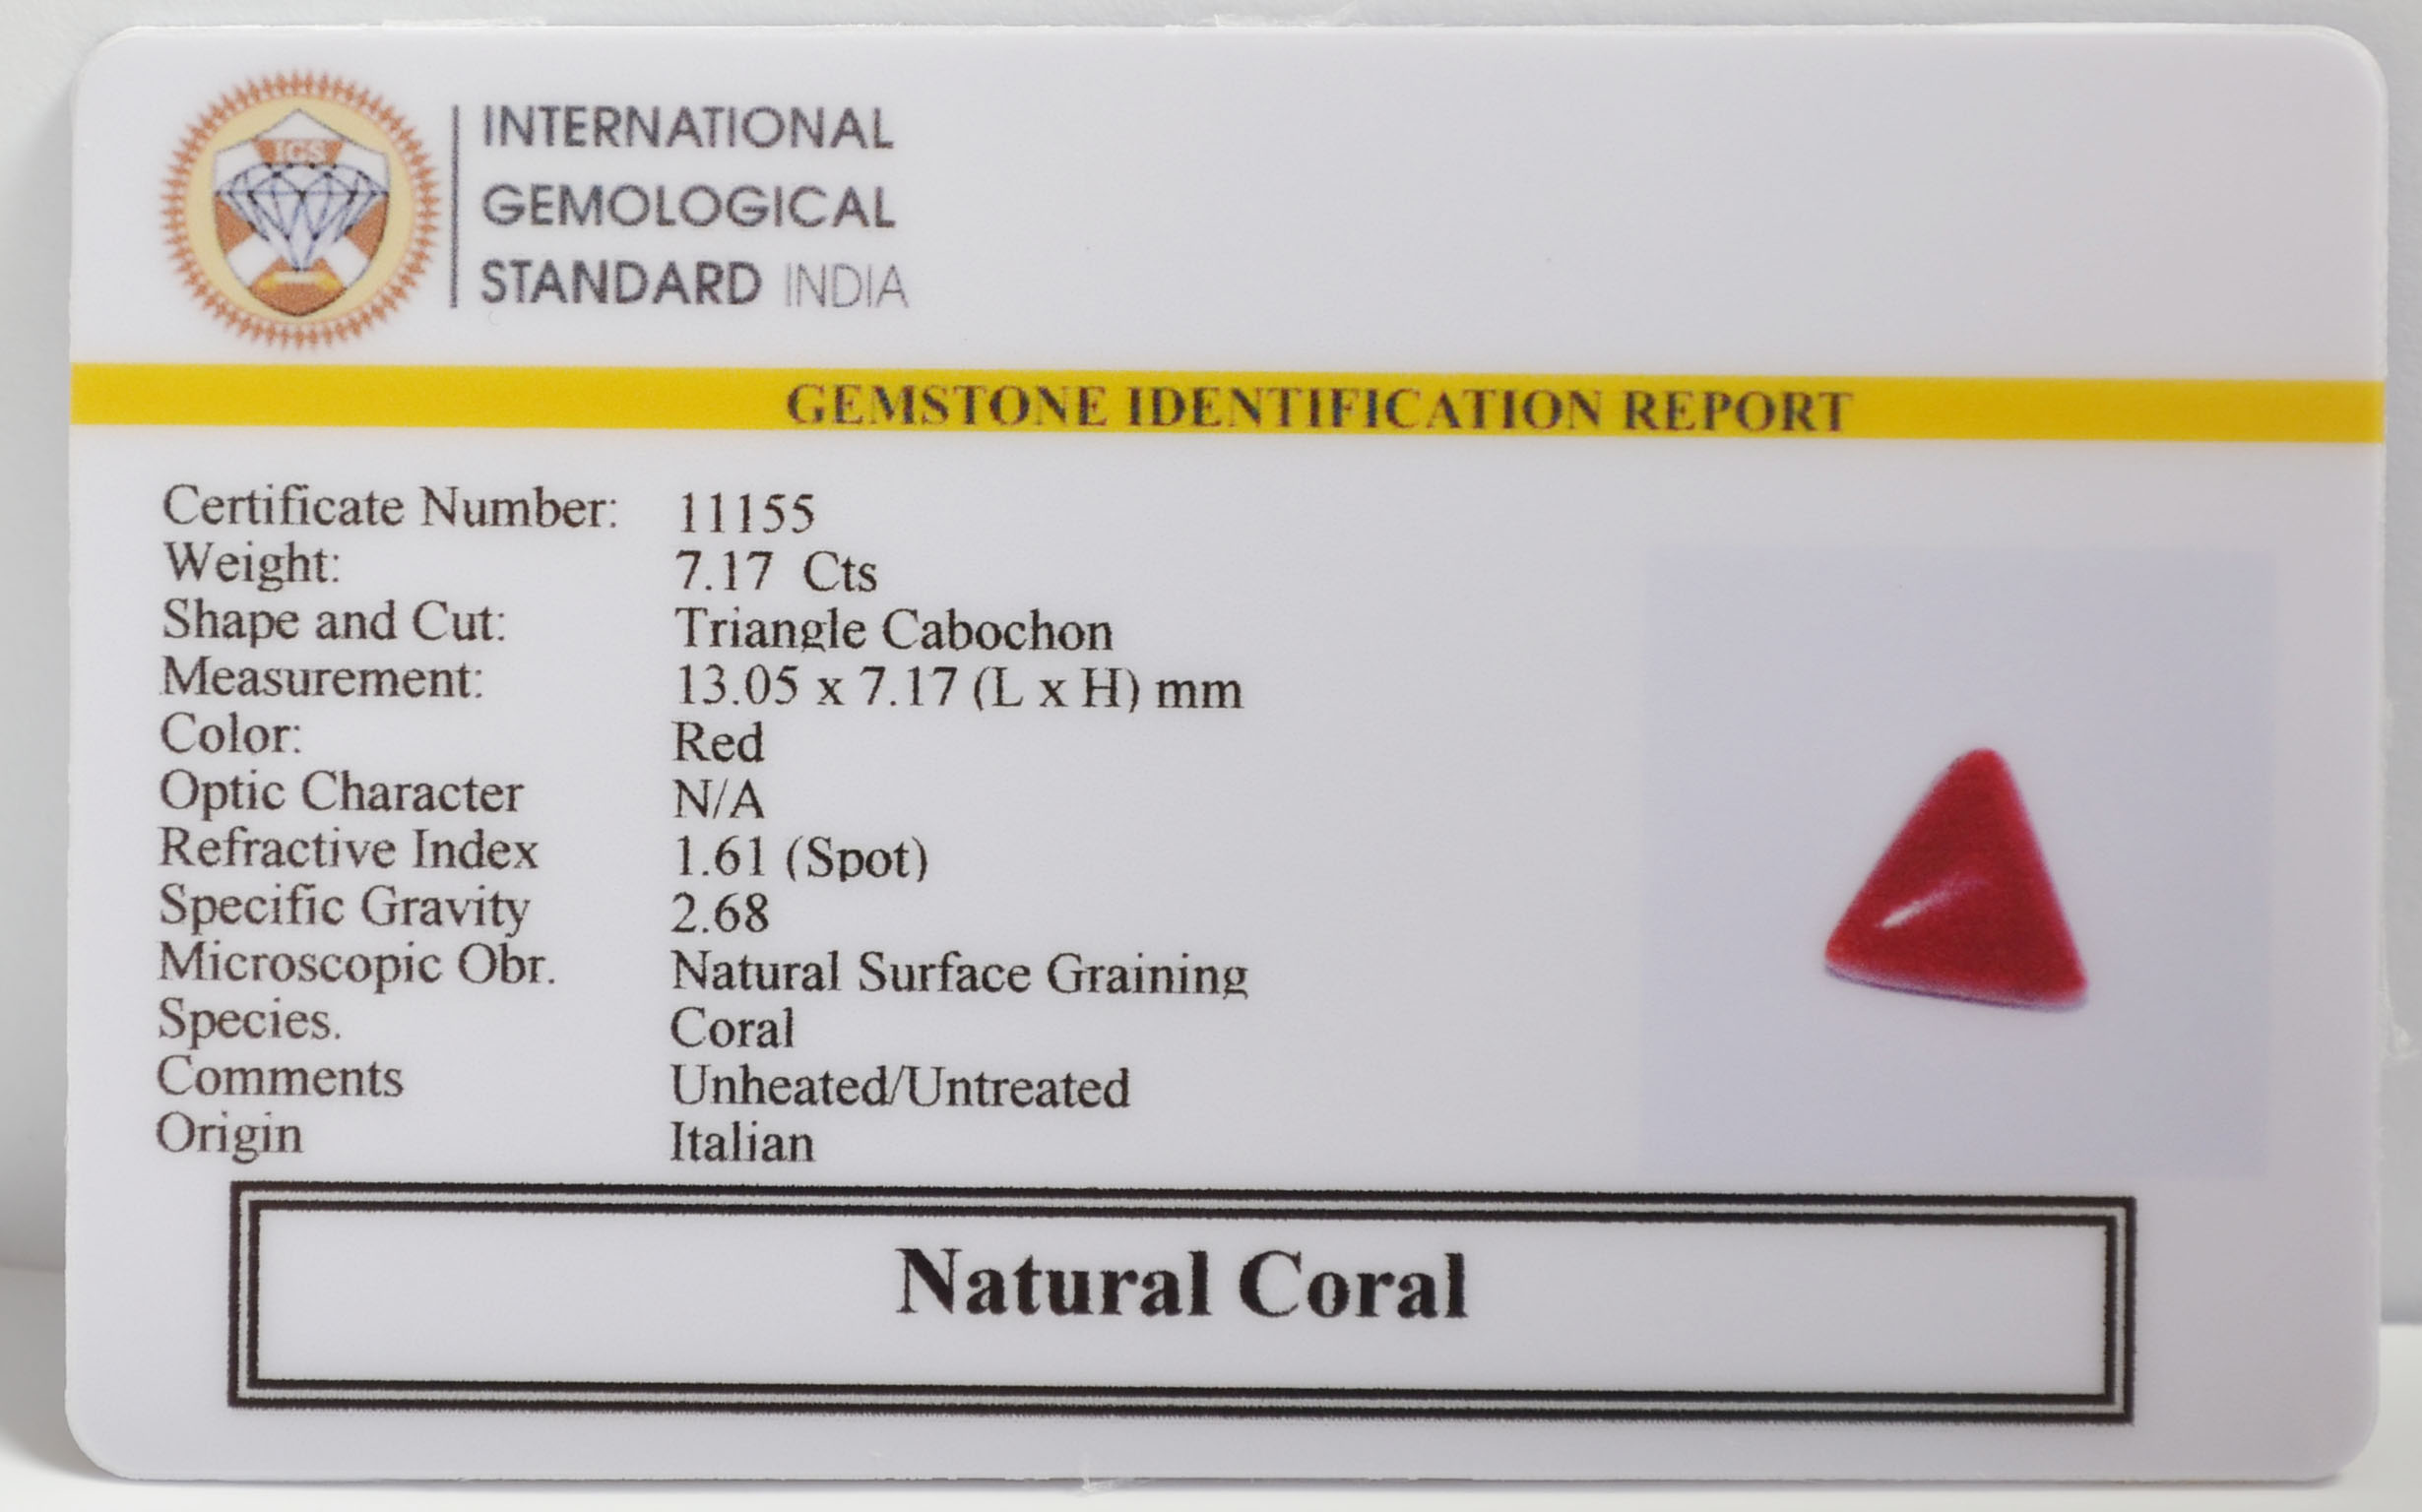 ICS
INTERNATIONAL
GEMOLOGICAL
STANDARD INDIA
GEMSTONE IDENTIFICATION REPORT
Certificate Number: 11155
Weight: 7.17 Cts
Shape and Cut: Triangle Cabochon
Measurement: 13.05 x 7.17 (L x H) mm
Color: Red
Optic Character N/A
Refractive Index 1.61 (Spot)
Specific Gravity 2.68
Microscopic Obr. Natural Surface Graining
Species. Coral
Comments Unheated/Untreated
Origin Italian
Natural Coral